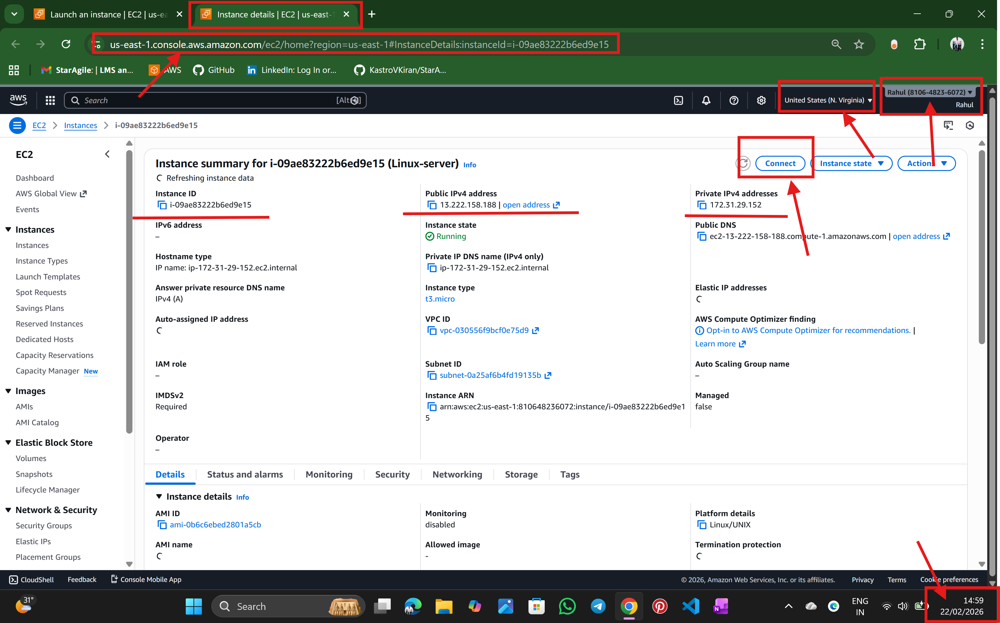 Launch an instance | EC2 | us-ea
Instance details | EC2 | us-east-1
us-east-1.console.aws.amazon.com/ec2/home?region=us-east-1#InstanceDetails:instanceId=i-09ae83222b6ed9e15
StarAgile: | LMS an...
AWS
GitHub
LinkedIn: Log In or...
KastroVKiran/StarA...
aws
Search
United States (N. Virginia)
Rahul (8106-4823-6072)
Rahul
EC2
Instances
i-09ae83222b6ed9e15
EC2
Dashboard
AWS Global View
Events
Instances
Instances
Instance Types
Launch Templates
Spot Requests
Savings Plans
Reserved Instances
Dedicated Hosts
Capacity Reservations
Capacity Manager New
Images
AMIs
AMI Catalog
Elastic Block Store
Volumes
Snapshots
Lifecycle Manager
Network & Security
Security Groups
Elastic IPs
Placement Groups
Instance summary for i-09ae83222b6ed9e15 (Linux-server) Info
Connect
Instance state
Actions
Refreshing instance data
Instance ID
i-09ae83222b6ed9e15
Public IPv4 address
13.222.158.188 | open address
Private IPv4 addresses
172.31.29.152
IPv6 address
–
Instance state
Running
Public DNS
ec2-13-222-158-188.compute-1.amazonaws.com | open address
Hostname type
IP name: ip-172-31-29-152.ec2.internal
Private IP DNS name (IPv4 only)
ip-172-31-29-152.ec2.internal
Answer private resource DNS name
IPv4 (A)
Instance type
t3.micro
Elastic IP addresses
Auto-assigned IP address
VPC ID
vpc-030556f9bcf0e75d9
AWS Compute Optimizer finding
Opt-in to AWS Compute Optimizer for recommendations. |
Learn more
IAM role
–
Subnet ID
subnet-0a25af6b4fd19135b
Auto Scaling Group name
–
IMDSv2
Required
Instance ARN
arn:aws:ec2:us-east-1:810648236072:instance/i-09ae83222b6ed9e1
5
Managed
false
Operator
–
Details
Status and alarms
Monitoring
Security
Networking
Storage
Tags
Instance details Info
AMI ID
ami-0b6c6ebed2801a5cb
Monitoring
disabled
Platform details
Linux/UNIX
AMI name
Allowed image
-
Termination protection
CloudShell
Feedback
Console Mobile App
© 2026, Amazon Web Services, Inc. or its affiliates.
Privacy
Terms
Cookie preferences
31°
Search
ENG
IN
14:59
22/02/2026